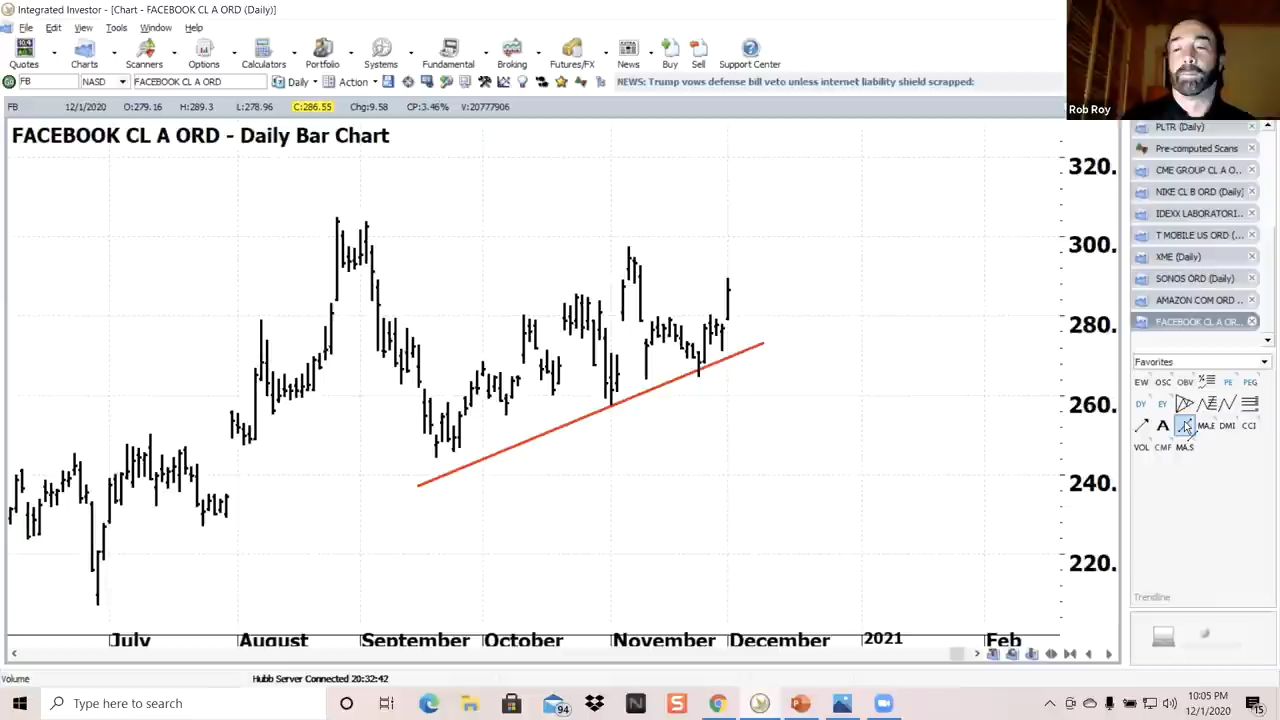 Integrated Investor - [Chart - FACEBOOK CL A ORD (Daily)]
File Edit View Tools Window Help
Quotes Charts Scanners Options Calculators Portfolio Systems Fundamental Broking Futures/FX News Buy Sell Support Center
FB NASD FACEBOOK CL A ORD Daily Action NEWS: Trump vows defense bill veto unless internet liability shield scrapped:
FB 12/1/2020 O:279.16 H:289.3 L:278.96 C:286.55 Chg:9.58 CP:3.46% V:20777906
Rob Roy
FACEBOOK CL A ORD - Daily Bar Chart
320.
300.
280.
260.
240.
220.
July August September October November December 2021 Feb
PLTR (Daily)
Pre-computed Scans
CME GROUP CL A O...
NIKE CL B ORD (Daily)
IDEXX LABORATORI...
T MOBILE US ORD (...
XME (Daily)
SONOS ORD (Daily)
AMAZON COM ORD ...
FACEBOOK CL A OR...
Favorites
EW OSC OBV PE PEG
DY EY
A MA.E DMI CCI
VOL CMF MA.S
Trendline
Volume Hubb Server Connected 20:32:42
Type here to search
94
10:05 PM
12/1/2020
15